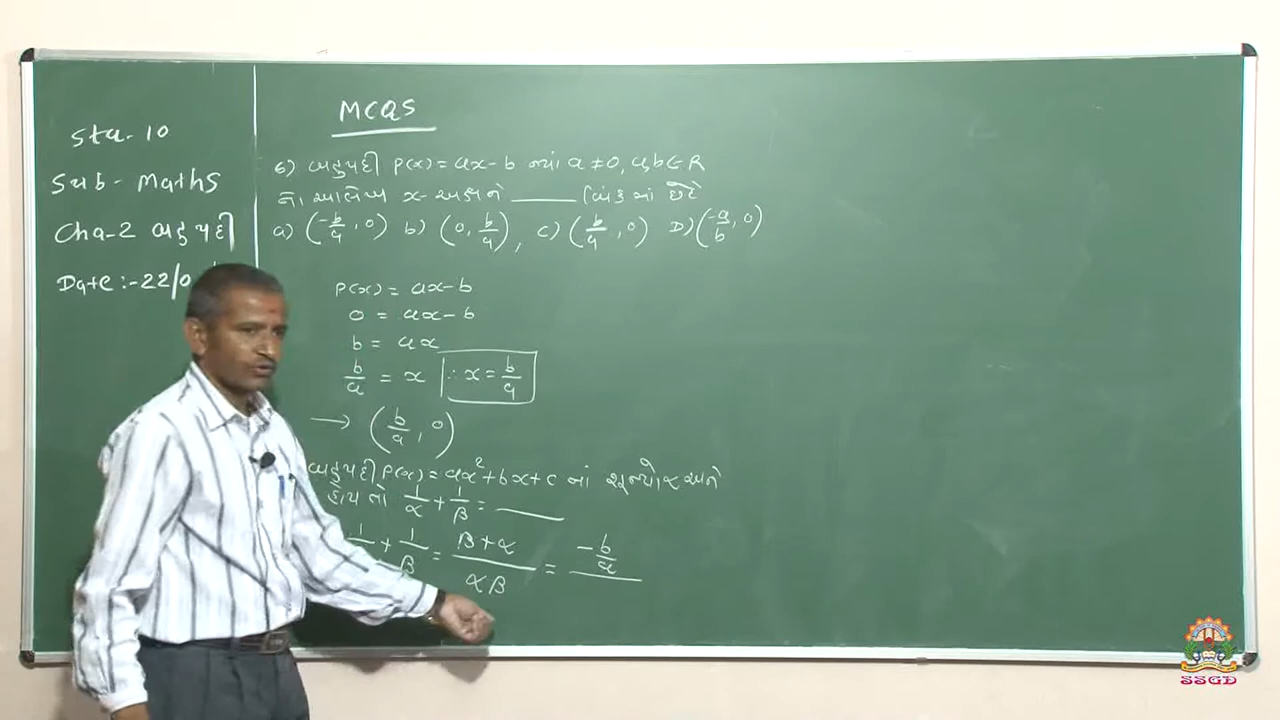 Std-10
Sub- Maths
Cha-2 બહુપદી
Date:-22/0
MCQS
6) બહુપદી P(x) = ax-b જ્યાં a ≠ 0, a,b ∈ R
ના આલેખ x-અક્ષને ______ બિંદુમાં છેદે
a) (-b/a, 0) b) (0, b/a), c) (b/a, 0) D) (-a/b, 0)
P(x) = ax-b
0 = ax-b
b = ax
b/a = x ∴ x = b/a
→ (b/a, 0)
બહુપદી P(x) = ax²+bx+c નાં શૂન્યો α અને
હોય તો 1/α + 1/β = ______
1/ + 1/β = β+α/αβ = -b/a
SSGD